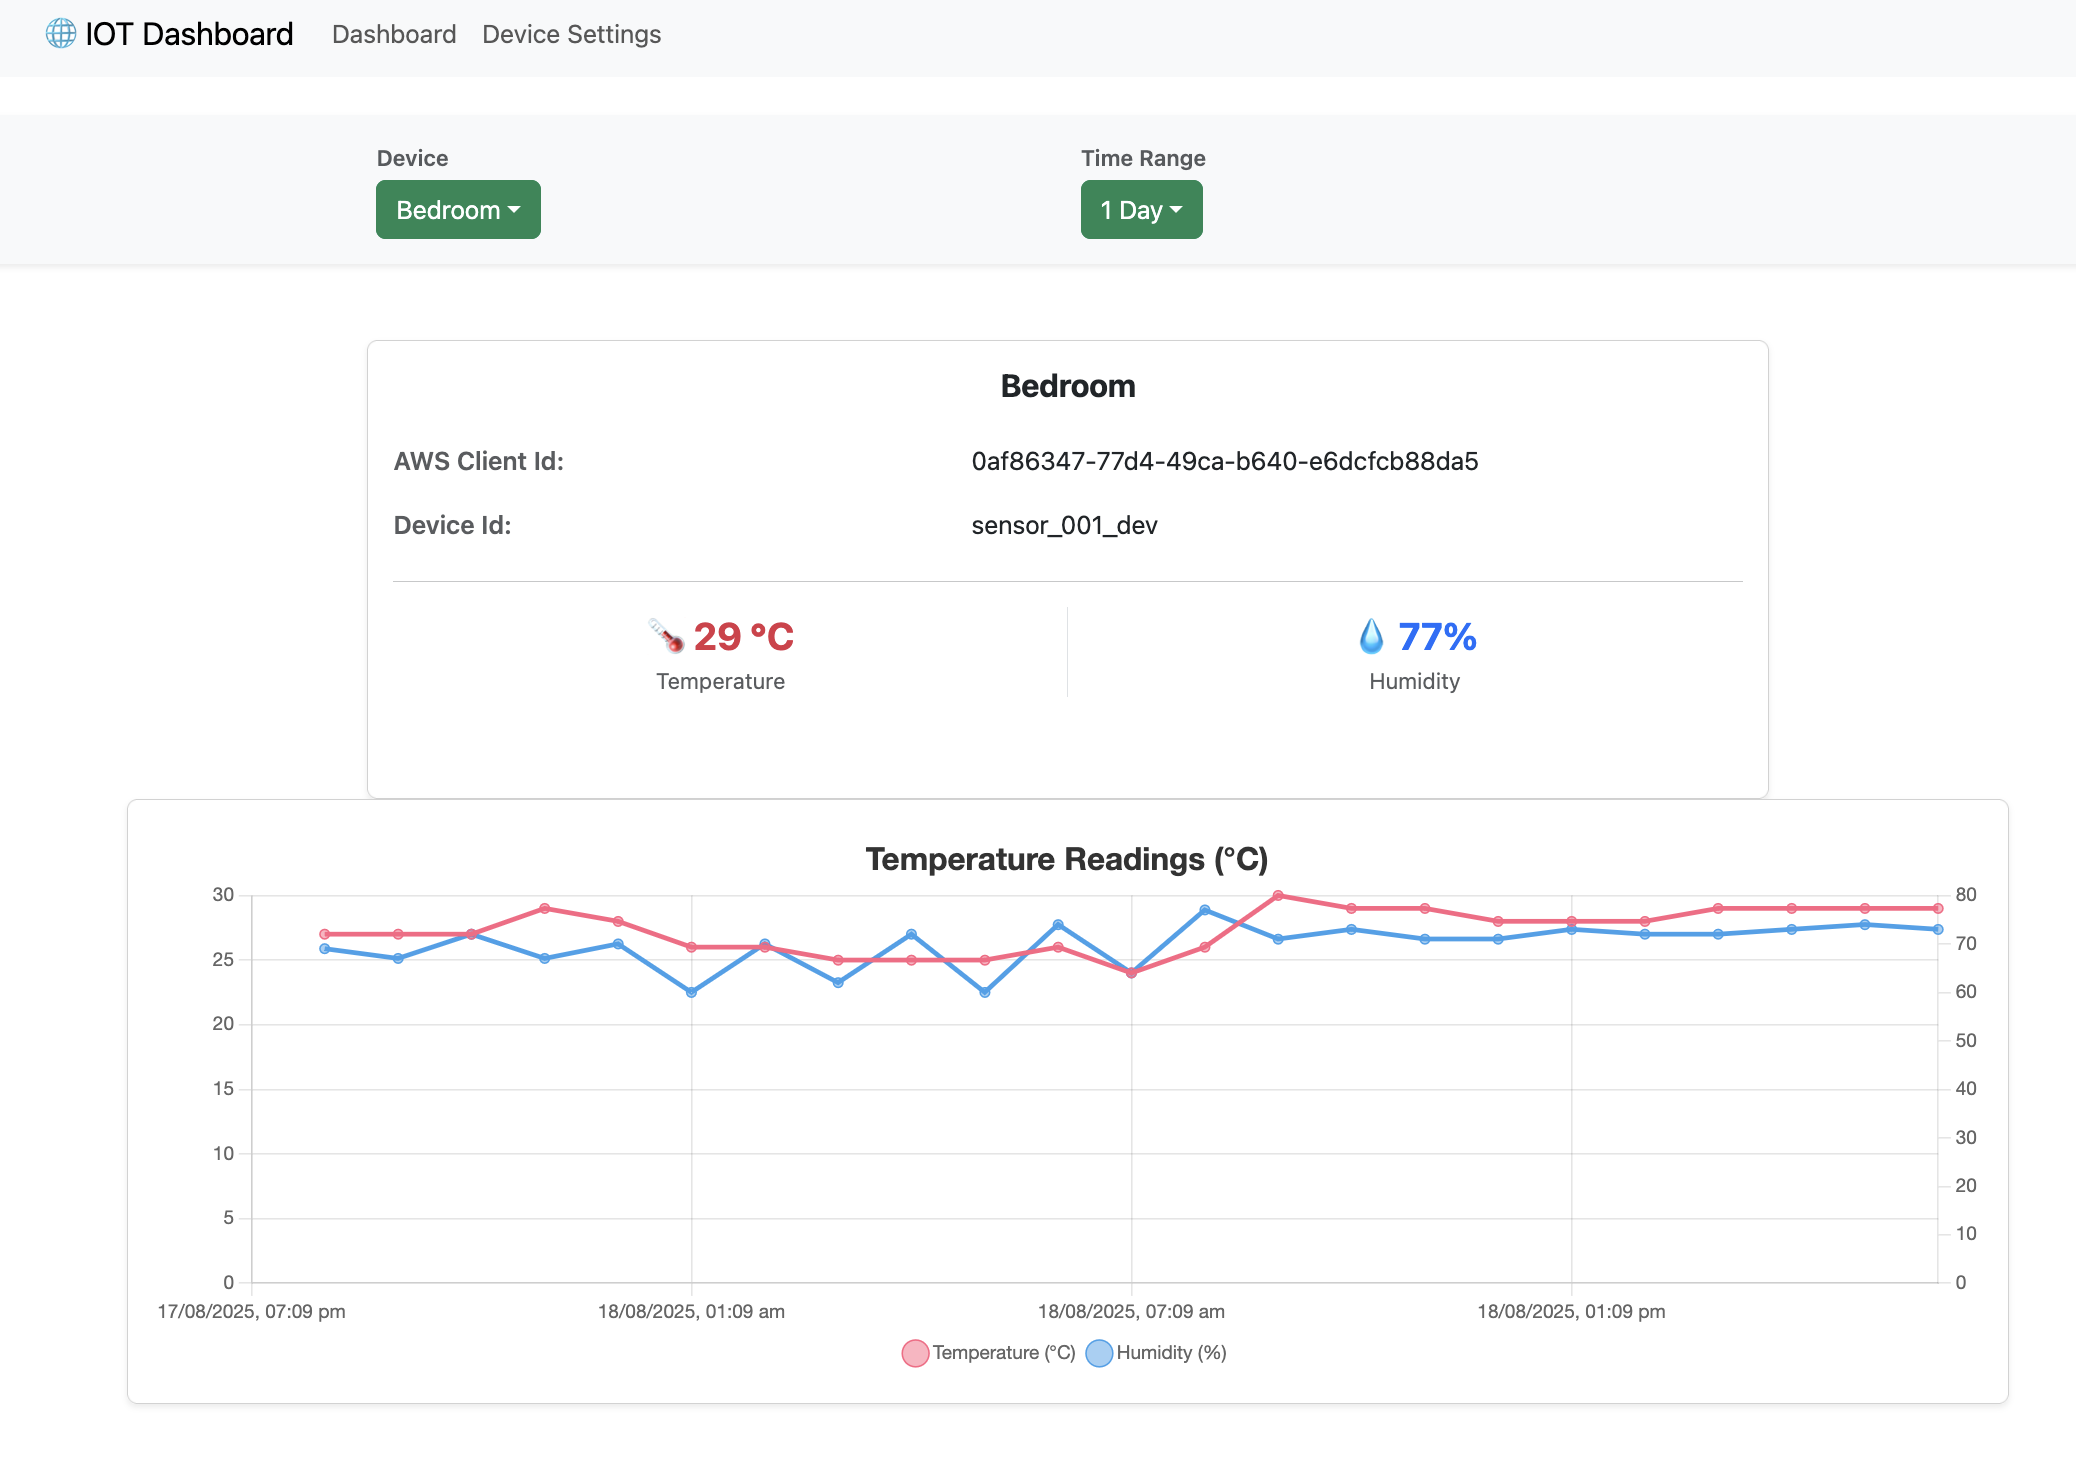 IOT Dashboard Dashboard Device Settings
Device Time Range
Bedroom 1 Day
Bedroom
AWS Client Id: 0af86347-77d4-49ca-b640-e6dcfcb88da5
Device Id: sensor_001_dev
29 °C 77%
Temperature Humidity
Temperature Readings (°C)
30 80
70
25
60
20
50
15 40
30
10
20
5
10
0 0
17/08/2025, 07:09 pm 18/08/2025, 01:09 am 18/08/2025, 07:09 am 18/08/2025, 01:09 pm
Temperature (°C) Humidity (%)